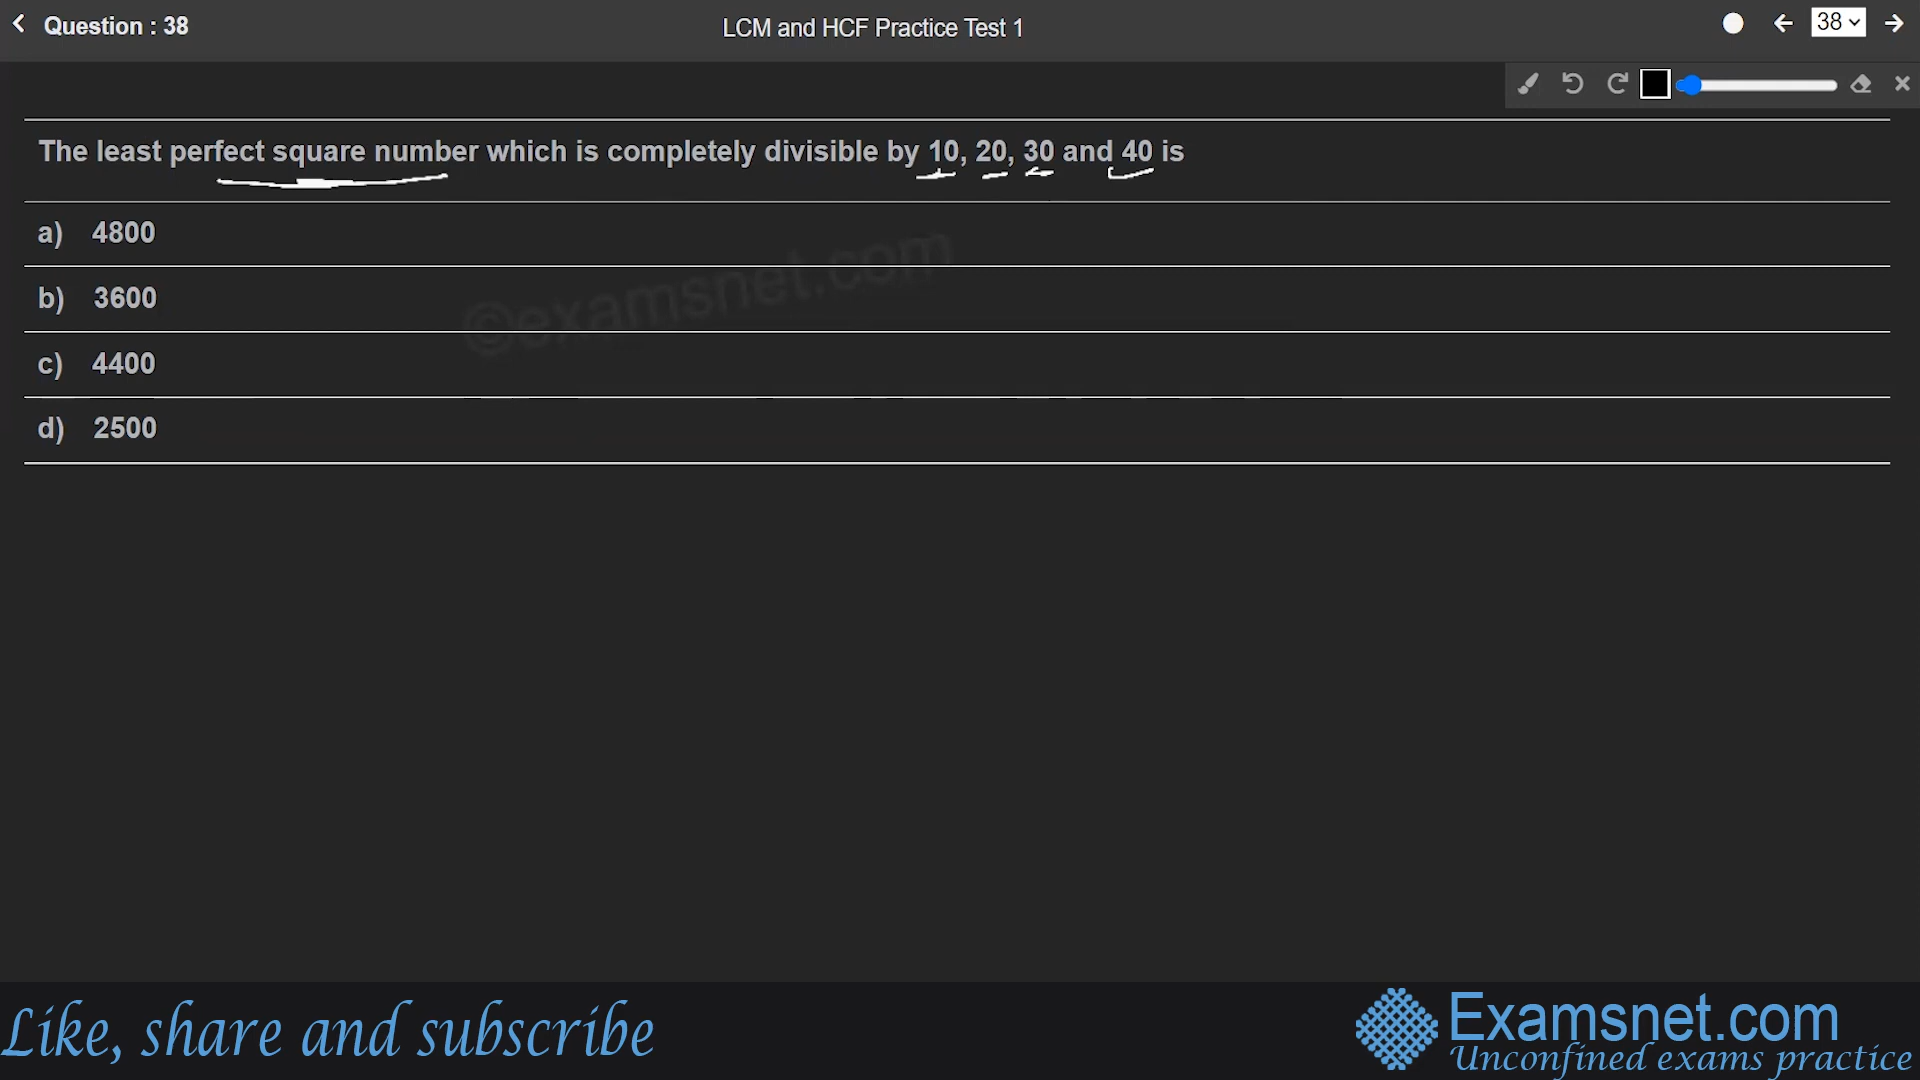 Question : 38
LCM and HCF Practice Test 1
38
The least perfect square number which is completely divisible by 10, 20, 30 and 40 is
a) 4800
©examsnet.com
b) 3600
c) 4400
d) 2500
Like, share and subscribe
Examsnet.com
Unconfined exams practice